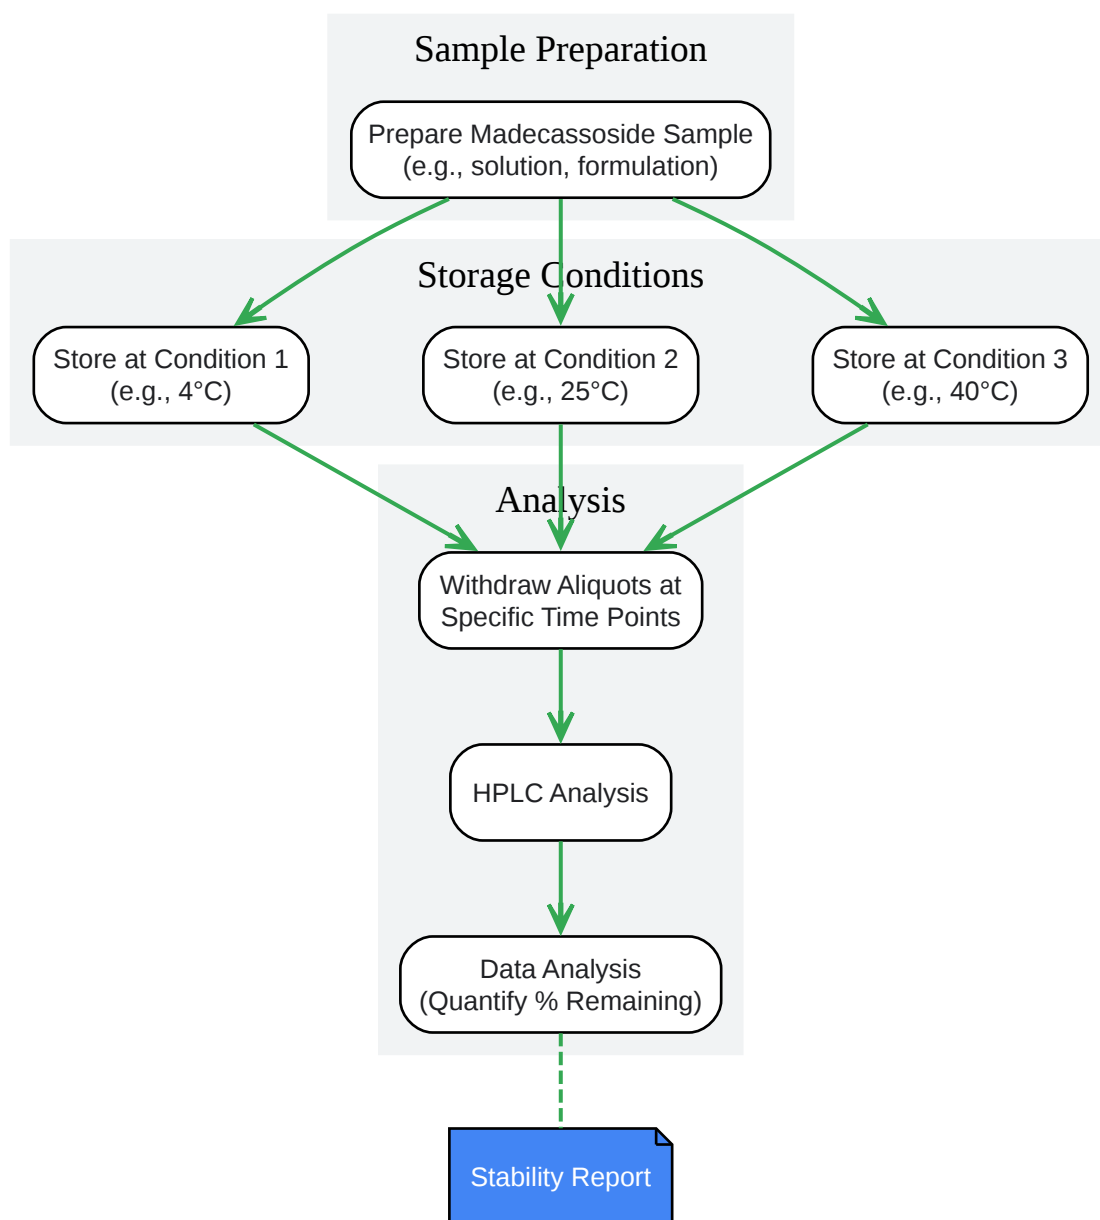 Sample Preparation
Prepare Madecassoside Sample
(e.g., solution, formulation)
Storage Conditions
Store at Condition 1
(e.g., 4°C)
Store at Condition 2
(e.g., 25°C)
Store at Condition 3
(e.g., 40°C)
Analysis
Withdraw Aliquots at
Specific Time Points
HPLC Analysis
Data Analysis
(Quantify % Remaining)
Stability Report